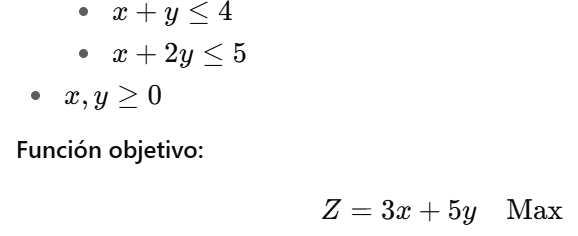 • x + y ≤ 4
• x + 2y ≤ 5
• x, y ≥ 0
Función objetivo:
Z = 3x + 5y Max